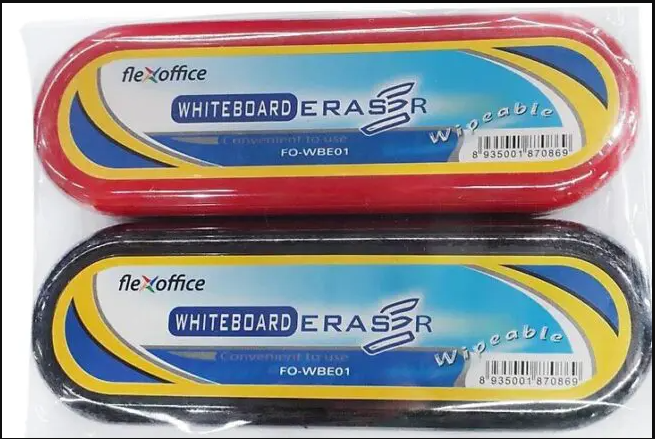 flexoffice
WHITEBOARD ERASER
Wipeable
Convenient to use
FO-WBE01
8 935001 870869
flexoffice
WHITEBOARD ERASER
Wipeable
Convenient to use
FO-WBE01
8 935001 870869